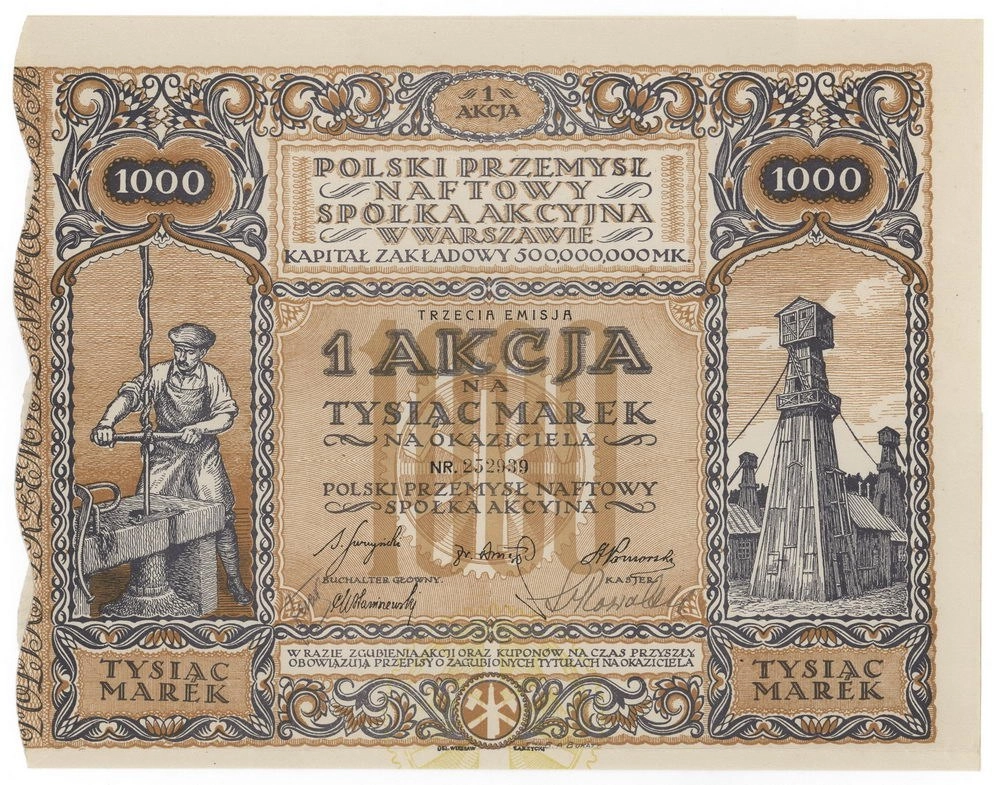 1
AKCJA
1000
1000
POLSKI PRZEMYSŁ
NAFTOWY
SPÓŁKA AKCYJNA
W WARSZAWIE
KAPITAŁ ZAKŁADOWY 500,000,000 MK.
TRZECIA EMISJA
1 AKCJA
NA
TYSIĄC MAREK
NA OKAZICIELA
NR. 232939
POLSKI PRZEMYSŁ NAFTOWY
SPÓŁKA AKCYJNA
BUCHALTER GŁÓWNY.
KASJER.
W RAZIE ZGUBIENIA AKCJI ORAZ KUPONÓW NA CZAS PRZYSZŁY
OBOWIĄZUJĄ PRZEPISY O ZAGUBIONYCH TYTUŁACH NA OKAZICIELA
TYSIĄC
MAREK
TYSIĄC
MAREK